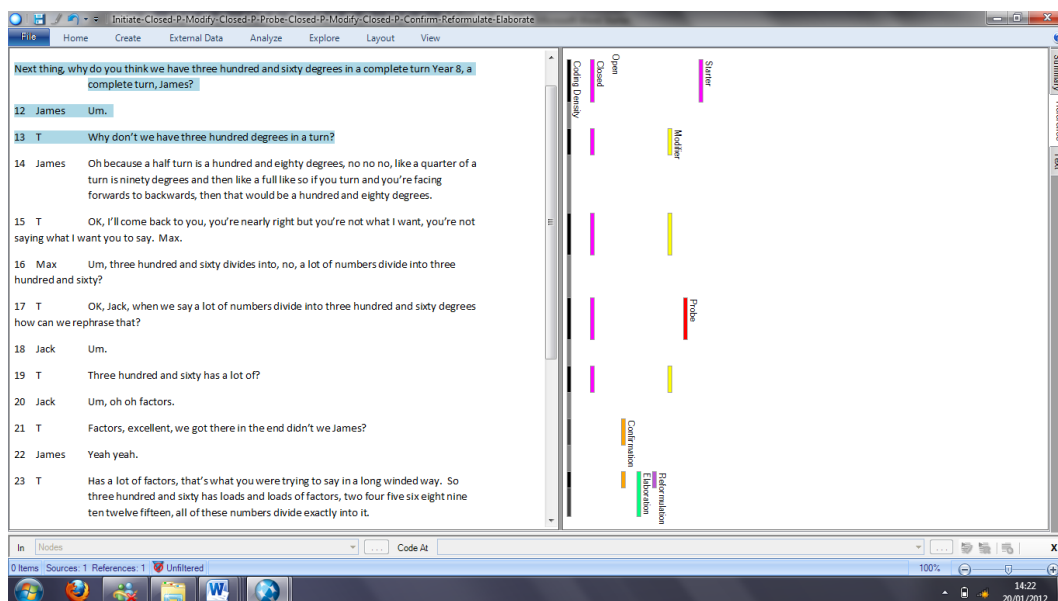 Initiate-Closed-P-Modify-Closed-P-Probe-Closed-P-Modify-Closed-P-Confirm-Reformulate-Elaborate
File Home Create External Data Analyze Explore Layout View
Next thing, why do you think we have three hundred and sixty degrees in a complete turn Year 8, a
complete turn, James?
12 James Um.
13 T Why don't we have three hundred degrees in a turn?
14 James Oh because a half turn is a hundred and eighty degrees, no no no, like a quarter of a
turn is ninety degrees and then like a full like so if you turn and you're facing
forwards to backwards, then that would be a hundred and eighty degrees.
15 T OK, I'll come back to you, you're nearly right but you're not what I want, you're not
saying what I want you to say. Max.
16 Max Um, three hundred and sixty divides into, no, a lot of numbers divide into three
hundred and sixty?
17 T OK, Jack, when we say a lot of numbers divide into three hundred and sixty degrees
how can we rephrase that?
18 Jack Um.
19 T Three hundred and sixty has a lot of?
20 Jack Um, oh oh factors.
21 T Factors, excellent, we got there in the end didn't we James?
22 James Yeah yeah.
23 T Has a lot of factors, that's what you were trying to say in a long winded way. So
three hundred and sixty has loads and loads of factors, two four five six eight nine
ten twelve fifteen, all of these numbers divide exactly into it.
Coding Density
Closed
Open
Starter
Modifier
Probe
Confirmation
Elaboration
Reformulation
Summary
Text
In Nodes ... Code At ... X
0 Items Sources: 1 References: 1 Unfiltered 100%
W
14:22
20/01/2012